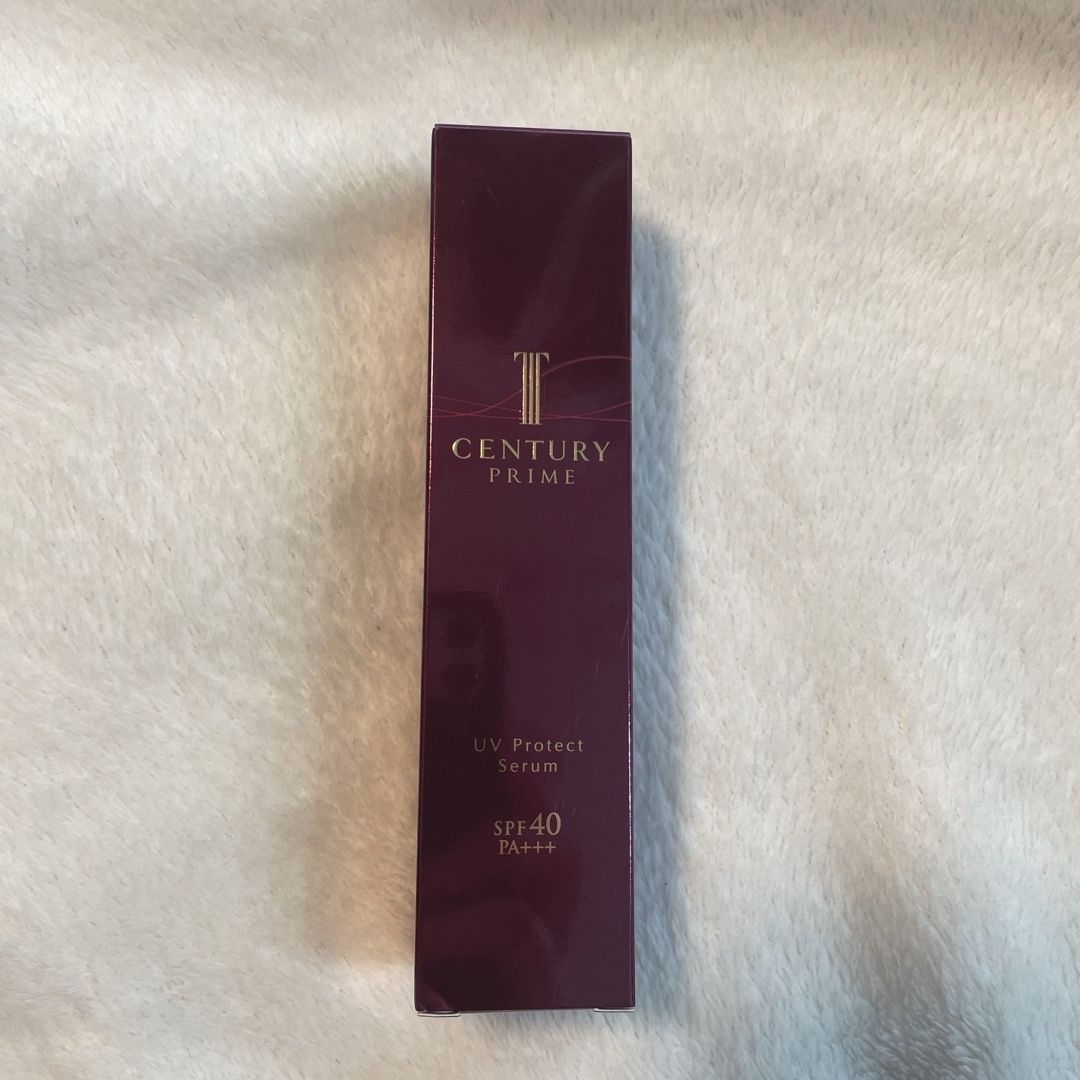 CENTURY
PRIME
UV Protect
Serum
SPF40
PA+++